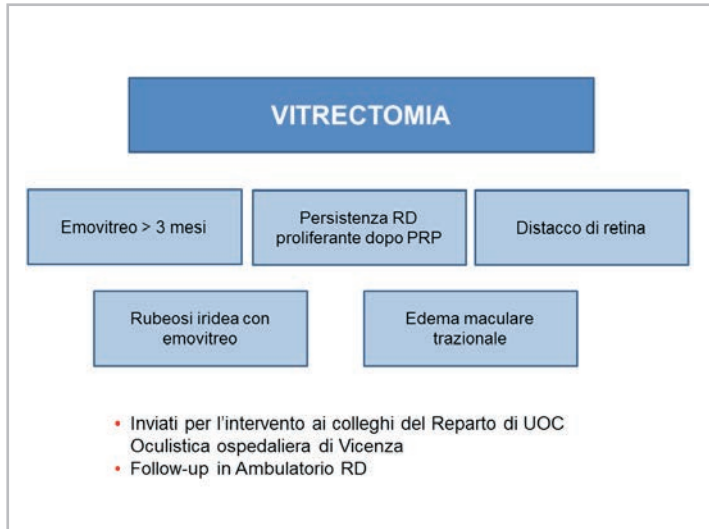 VITRECTOMIA
Emovitreo > 3 mesi
Persistenza RD
proliferante dopo PRP
Distacco di retina
Rubeosi iridea con
emovitreo
Edema maculare
trazionale
• Inviati per l'intervento ai colleghi del Reparto di UOC
Oculistica ospedaliera di Vicenza
• Follow-up in Ambulatorio RD